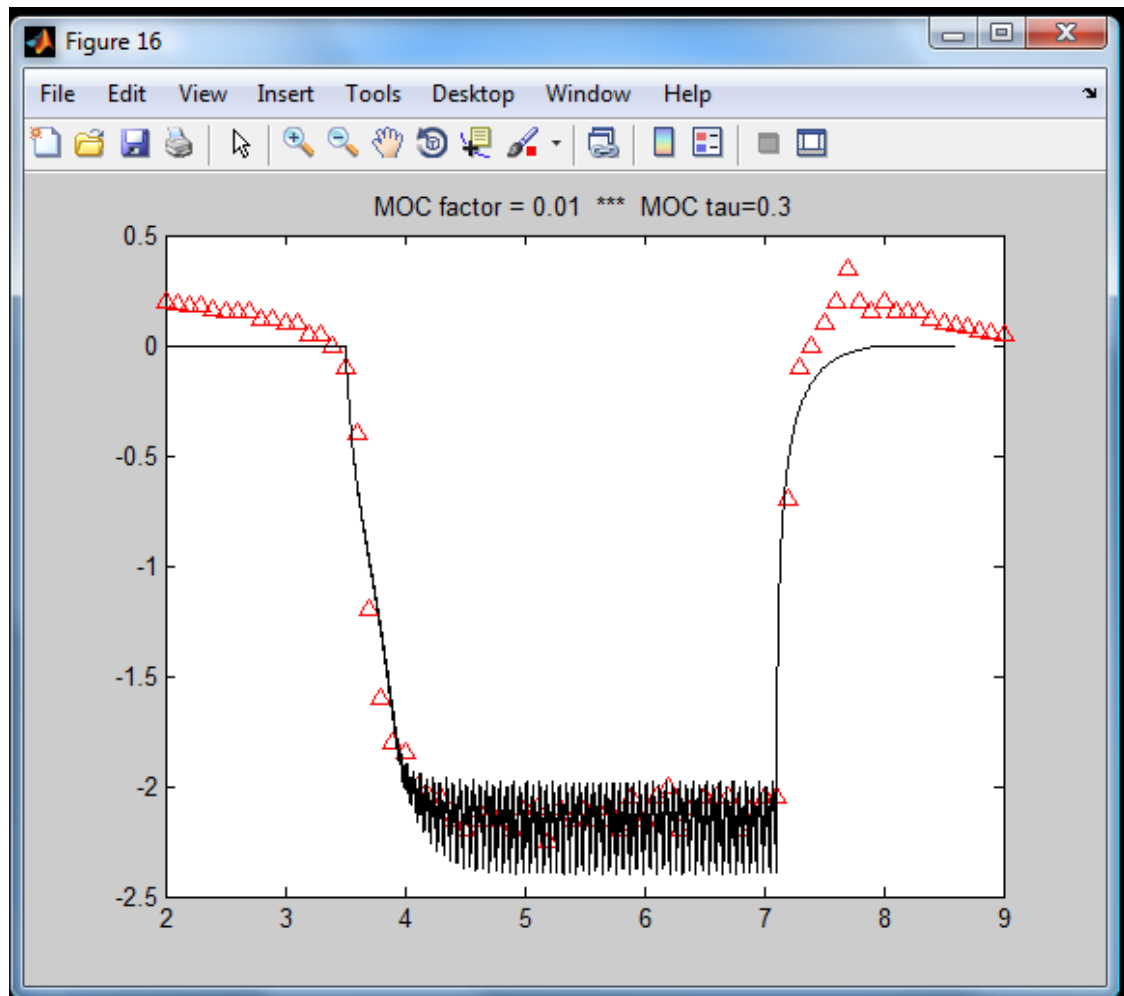 Figure 16
File Edit View Insert Tools Desktop Window Help
MOC factor = 0.01 *** MOC tau=0.3
0.5
0
-0.5
-1
-1.5
-2
-2.5
2 3 4 5 6 7 8 9